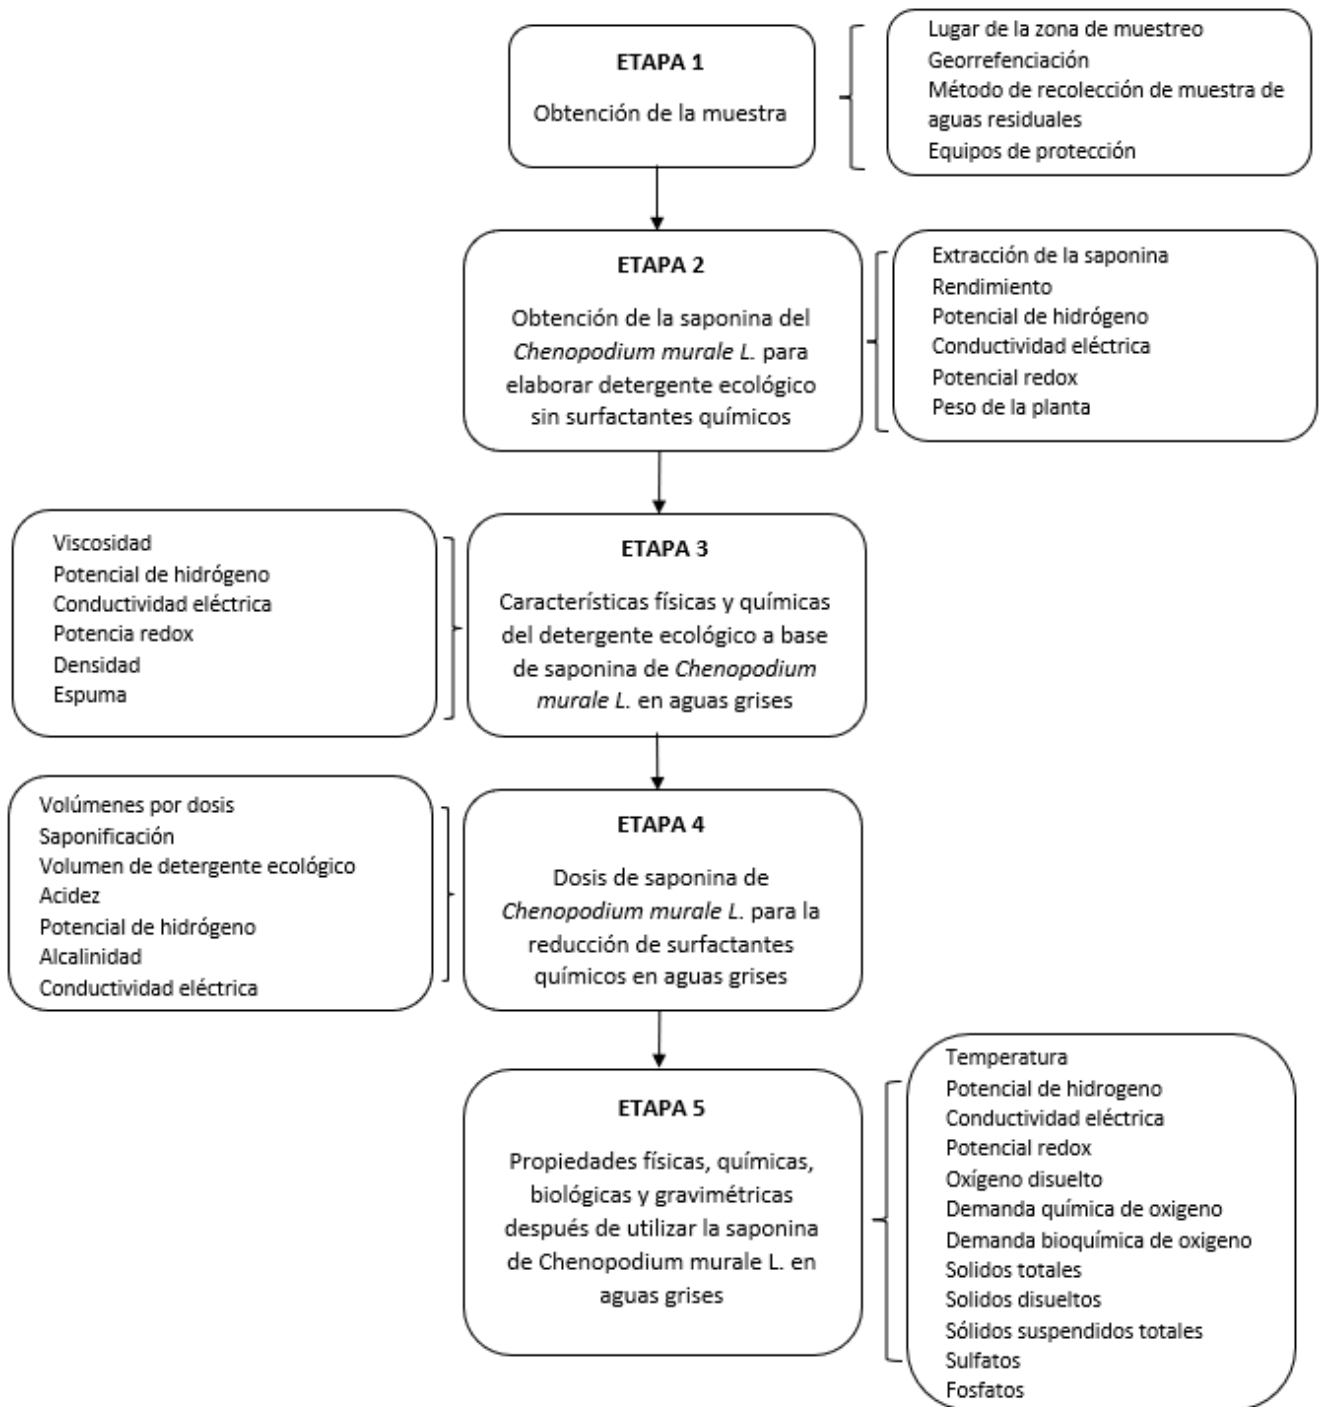 ETAPA 1
Obtención de la muestra
Lugar de la zona de muestreo
Georrefenciación
Método de recolección de muestra de
aguas residuales
Equipos de protección
ETAPA 2
Obtención de la saponina del
Chenopodium murale L. para
elaborar detergente ecológico
sin surfactantes químicos
Extracción de la saponina
Rendimiento
Potencial de hidrógeno
Conductividad eléctrica
Potencial redox
Peso de la planta
ETAPA 3
Características físicas y químicas
del detergente ecológico a base
de saponina de Chenopodium
murale L. en aguas grises
Viscosidad
Potencial de hidrógeno
Conductividad eléctrica
Potencia redox
Densidad
Espuma
ETAPA 4
Dosis de saponina de
Chenopodium murale L. para la
reducción de surfactantes
químicos en aguas grises
Volúmenes por dosis
Saponificación
Volumen de detergente ecológico
Acidez
Potencial de hidrógeno
Alcalinidad
Conductividad eléctrica
ETAPA 5
Propiedades físicas, químicas,
biológicas y gravimétricas
después de utilizar la saponina
de Chenopodium murale L. en
aguas grises
Temperatura
Potencial de hidrogeno
Conductividad eléctrica
Potencial redox
Oxígeno disuelto
Demanda química de oxigeno
Demanda bioquímica de oxigeno
Solidos totales
Solidos disueltos
Sólidos suspendidos totales
Sulfatos
Fosfatos